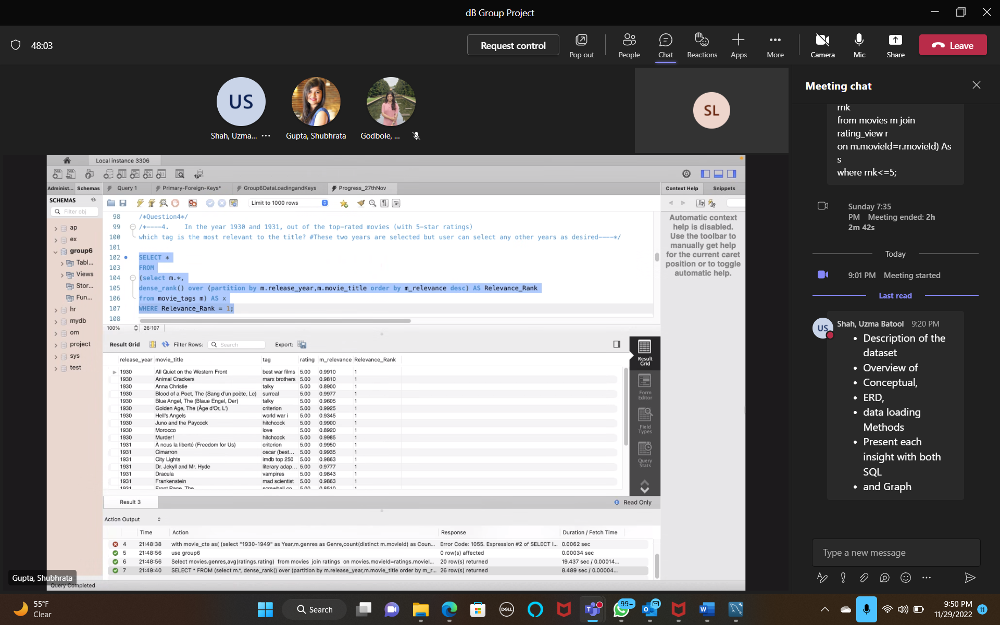 dB Group Project
48:03
Request control
Pop out
People
Chat
Reactions
Apps
More
Camera
Mic
Share
Leave
US
Shah, Uzma... ...
Gupta, Shubhrata
Godbole, ...
SL
Meeting chat
rnk
from movies m join
rating_view r
on m.movieId=r.movieId) As
s
where rnk<=5;
Sunday 7:35
PM Meeting ended: 2h
2m 42s
Today
9:01 PM Meeting started
Last read
US
Shah, Uzma Batool 9:20 PM
• Description of the
dataset
• Overview of
• Conceptual,
• ERD,
• data loading
Methods
• Present each
insight with both
SQL
• and Graph
Type a new message
Local instance 3306
Administ... Schemas
Query 1
Primary-Foreign-Keys*
Group6DataLoadingandKeys
Progress_27thNov
Context Help
Snippets
SCHEMAS
Filter obj
ap
ex
group6
Tabl...
Views
Stor...
Fun...
hr
mydb
om
project
sys
test
Limit to 1000 rows
98 /*Question4*/
99 /*----4. In the year 1930 and 1931, out of the top-rated movies (with 5-star ratings)
100 which tag is the most relevant to the title? #These two years are selected but user can select any other years as desired----*/
101
102 SELECT *
103 FROM
104 (select m.*,
105 dense_rank() over (partition by m.release_year,m.movie_title order by m_relevance desc) AS Relevance_Rank
106 from movie_tags m) AS x
107 WHERE Relevance_Rank = 1;
108
100% 26:107
Automatic context
help is disabled.
Use the toolbar to
manually get help
for the current caret
position or to toggle
automatic help.
Result Grid
Filter Rows:
Search
Export:
release_year movie_title tag rating m_relevance Relevance_Rank
1930 All Quiet on the Western Front best war films 5.00 0.9910 1
1930 Animal Crackers marx brothers 5.00 0.9810 1
1930 Anna Christie talky 5.00 0.8900 1
1930 Blood of a Poet, The (Sang d'un poète, Le) surreal 5.00 0.9977 1
1930 Blue Angel, The (Blaue Engel, Der) talky 5.00 0.9605 1
1930 Golden Age, The (Âge d'Or, L') criterion 5.00 0.9925 1
1930 Hell's Angels world war i 5.00 0.9345 1
1930 Juno and the Paycock hitchcock 5.00 0.9900 1
1930 Morocco love 5.00 0.8920 1
1930 Murder! hitchcock 5.00 0.9985 1
1931 À nous la liberté (Freedom for Us) criterion 5.00 0.9950 1
1931 Cimarron oscar (best... 5.00 0.9935 1
1931 City Lights imdb top 250 5.00 0.9863 1
1931 Dr. Jekyll and Mr. Hyde literary adap... 5.00 0.9777 1
1931 Dracula vampires 5.00 0.9843 1
1931 Frankenstein mad scientist 5.00 0.9863 1
1931 Front Page, The screwball co... 5.00 0.8510 1
Result
Grid
Form
Editor
Field
Types
Query
Stats
Result 3
Read Only
Action Output
Time Action Response Duration / Fetch Time
4 21:48:38 with movie_cte as( (select "1930-1949" as Year,m.genres as Genre,count(distinct m.movieId) as Coun... Error Code: 1055. Expression #2 of SELECT l... 0.0062 sec
5 21:48:56 use group6 0 row(s) affected 0.00034 sec
6 21:48:56 Select movies.genres,avg(ratings.rating) from movies join ratings on movies.movieId=ratings.movieI... 20 row(s) returned 19.437 sec / 0.00014...
7 21:49:40 SELECT * FROM (select m.*, dense_rank() over (partition by m.release_year,m.movie_title order by m_r... 26 row(s) returned 8.489 sec / 0.00004...
Gupta, Shubhrata
Query Completed
55°F
Clear
Search
DELL
99+
9:50 PM
11/29/2022
11